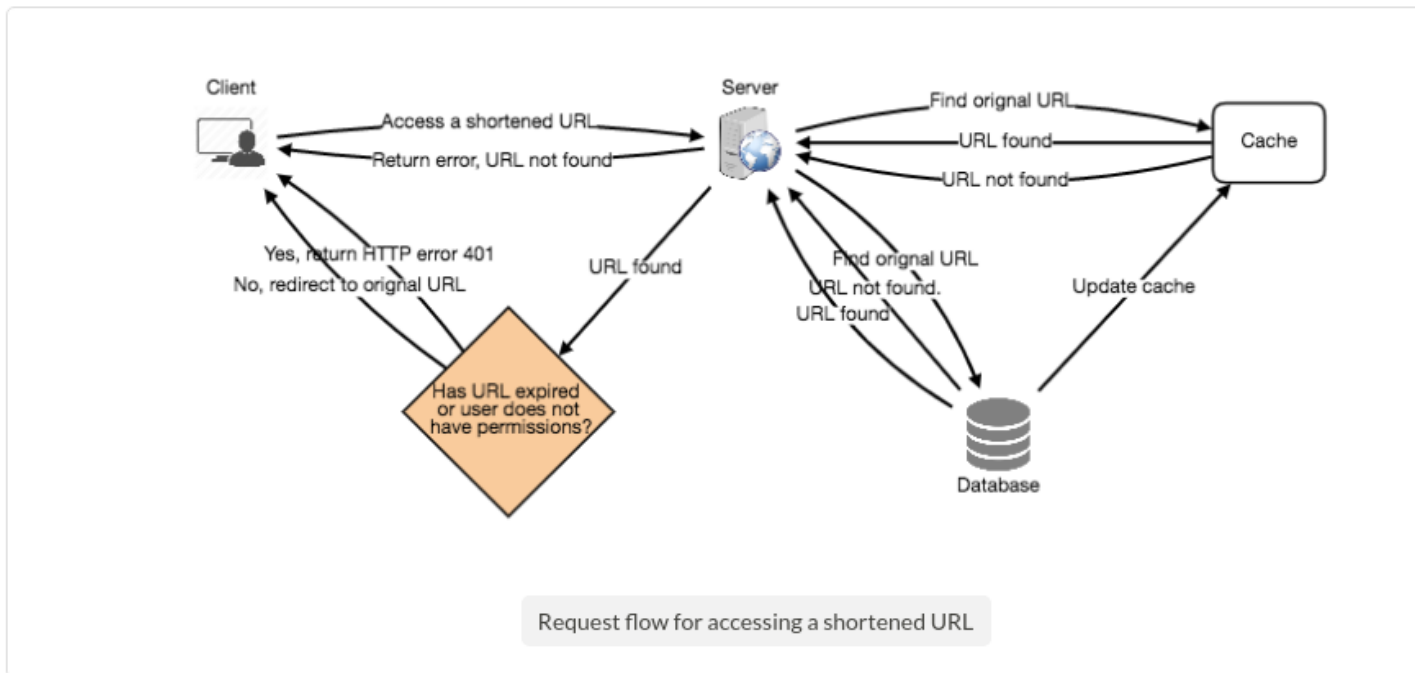 Client
Server
Access a shortened URL
Return error, URL not found
Find orignal URL
URL found
URL not found
Cache
Yes, return HTTP error 401
No, redirect to orignal URL
URL found
Find orignal URL
URL not found.
URL found
Update cache
Has URL expired
or user does not
have permissions?
Database
Request flow for accessing a shortened URL